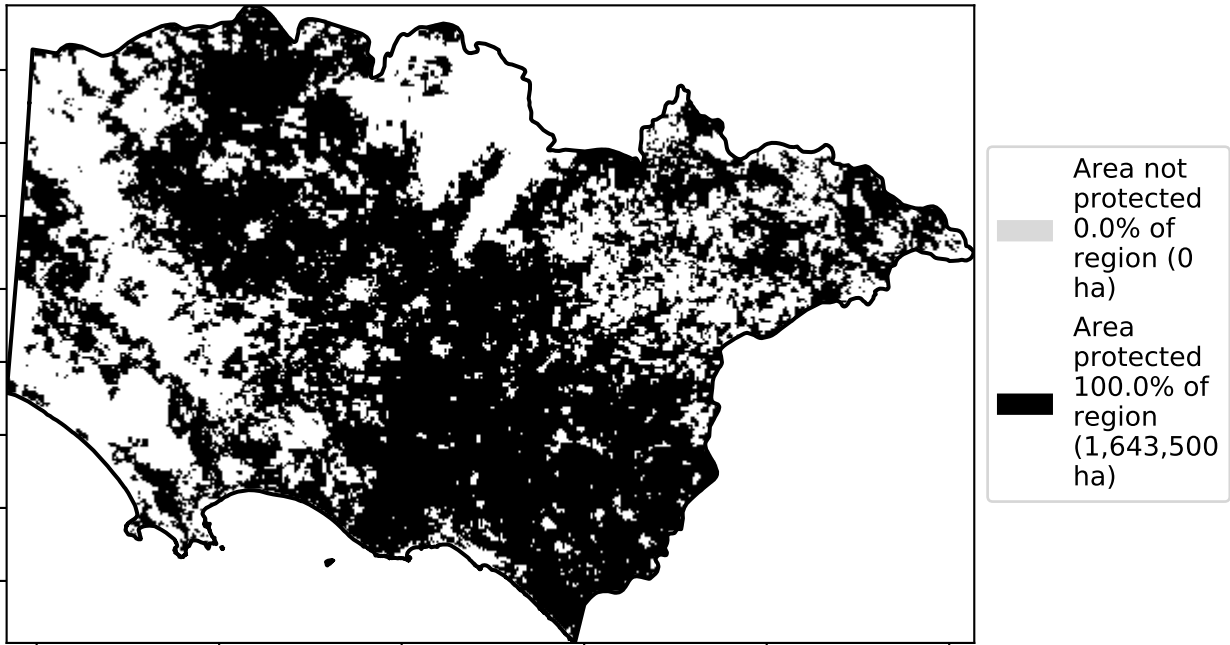 Area not
protected
0.0% of
region (0
ha)
Area
protected
100.0% of
region
(1,643,500
ha)